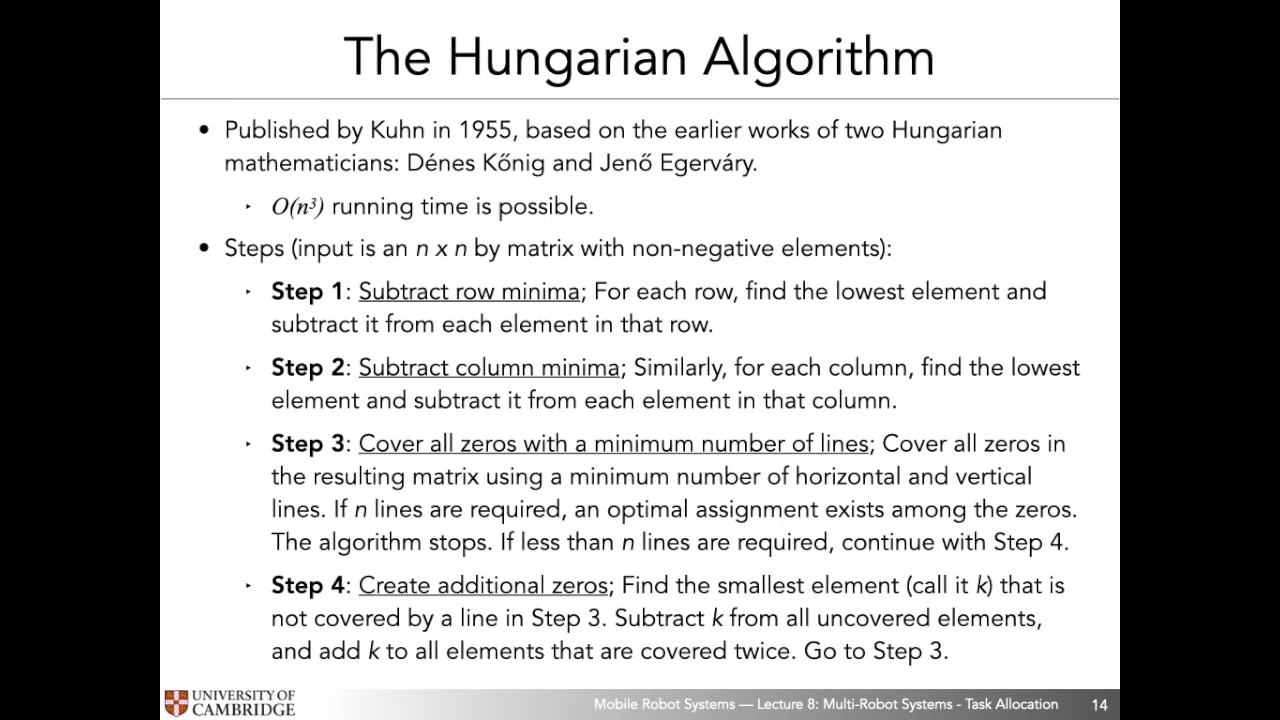 The Hungarian Algorithm
• Published by Kuhn in 1955, based on the earlier works of two Hungarian
mathematicians: Dénes Kőnig and Jenő Egerváry.
‣ O(n³) running time is possible.
• Steps (input is an n x n by matrix with non-negative elements):
‣ Step 1: Subtract row minima; For each row, find the lowest element and
subtract it from each element in that row.
‣ Step 2: Subtract column minima; Similarly, for each column, find the lowest
element and subtract it from each element in that column.
‣ Step 3: Cover all zeros with a minimum number of lines; Cover all zeros in
the resulting matrix using a minimum number of horizontal and vertical
lines. If n lines are required, an optimal assignment exists among the zeros.
The algorithm stops. If less than n lines are required, continue with Step 4.
‣ Step 4: Create additional zeros; Find the smallest element (call it k) that is
not covered by a line in Step 3. Subtract k from all uncovered elements,
and add k to all elements that are covered twice. Go to Step 3.
UNIVERSITY OF
CAMBRIDGE
Mobile Robot Systems — Lecture 8: Multi-Robot Systems - Task Allocation 14